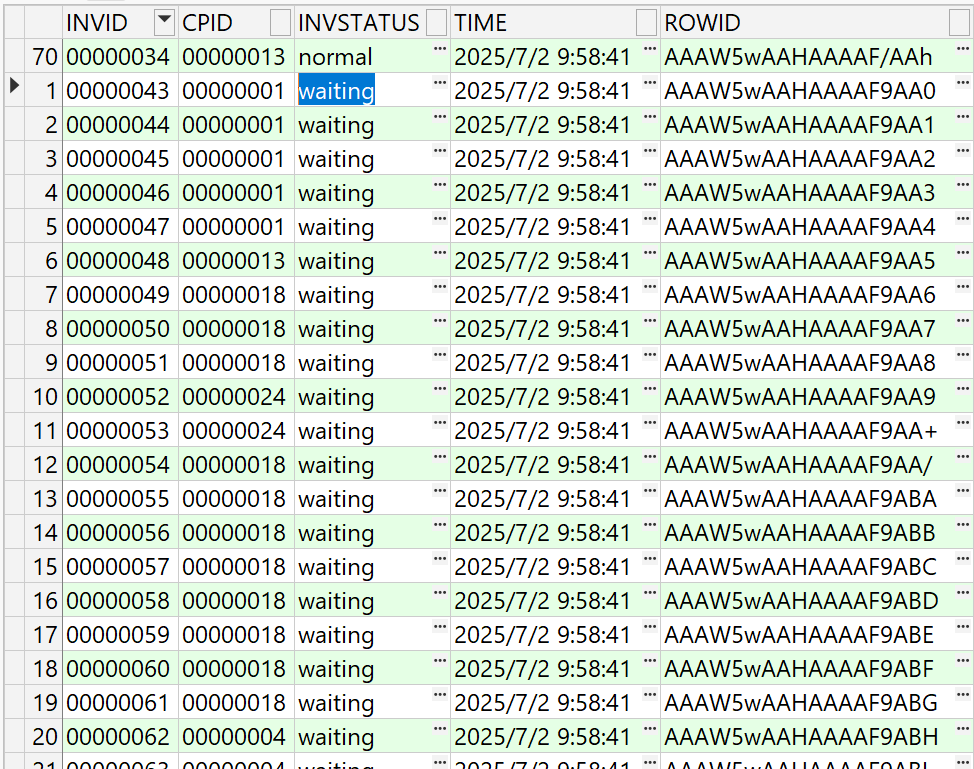 INVID CPID INVSTATUS TIME ROWID
70 00000034 00000013 normal ... 2025/7/2 9:58:41 ... AAAW5wAAHAAAAF/AAh ...
1 00000043 00000001 waiting ... 2025/7/2 9:58:41 ... AAAW5wAAHAAAAF9AA0 ...
2 00000044 00000001 waiting ... 2025/7/2 9:58:41 ... AAAW5wAAHAAAAF9AA1 ...
3 00000045 00000001 waiting ... 2025/7/2 9:58:41 ... AAAW5wAAHAAAAF9AA2 ...
4 00000046 00000001 waiting ... 2025/7/2 9:58:41 ... AAAW5wAAHAAAAF9AA3 ...
5 00000047 00000001 waiting ... 2025/7/2 9:58:41 ... AAAW5wAAHAAAAF9AA4 ...
6 00000048 00000013 waiting ... 2025/7/2 9:58:41 ... AAAW5wAAHAAAAF9AA5 ...
7 00000049 00000018 waiting ... 2025/7/2 9:58:41 ... AAAW5wAAHAAAAF9AA6 ...
8 00000050 00000018 waiting ... 2025/7/2 9:58:41 ... AAAW5wAAHAAAAF9AA7 ...
9 00000051 00000018 waiting ... 2025/7/2 9:58:41 ... AAAW5wAAHAAAAF9AA8 ...
10 00000052 00000024 waiting ... 2025/7/2 9:58:41 ... AAAW5wAAHAAAAF9AA9 ...
11 00000053 00000024 waiting ... 2025/7/2 9:58:41 ... AAAW5wAAHAAAAF9AA+ ...
12 00000054 00000018 waiting ... 2025/7/2 9:58:41 ... AAAW5wAAHAAAAF9AA/ ...
13 00000055 00000018 waiting ... 2025/7/2 9:58:41 ... AAAW5wAAHAAAAF9ABA ...
14 00000056 00000018 waiting ... 2025/7/2 9:58:41 ... AAAW5wAAHAAAAF9ABB ...
15 00000057 00000018 waiting ... 2025/7/2 9:58:41 ... AAAW5wAAHAAAAF9ABC ...
16 00000058 00000018 waiting ... 2025/7/2 9:58:41 ... AAAW5wAAHAAAAF9ABD ...
17 00000059 00000018 waiting ... 2025/7/2 9:58:41 ... AAAW5wAAHAAAAF9ABE ...
18 00000060 00000018 waiting ... 2025/7/2 9:58:41 ... AAAW5wAAHAAAAF9ABF ...
19 00000061 00000018 waiting ... 2025/7/2 9:58:41 ... AAAW5wAAHAAAAF9ABG ...
20 00000062 00000004 waiting ... 2025/7/2 9:58:41 ... AAAW5wAAHAAAAF9ABH ...